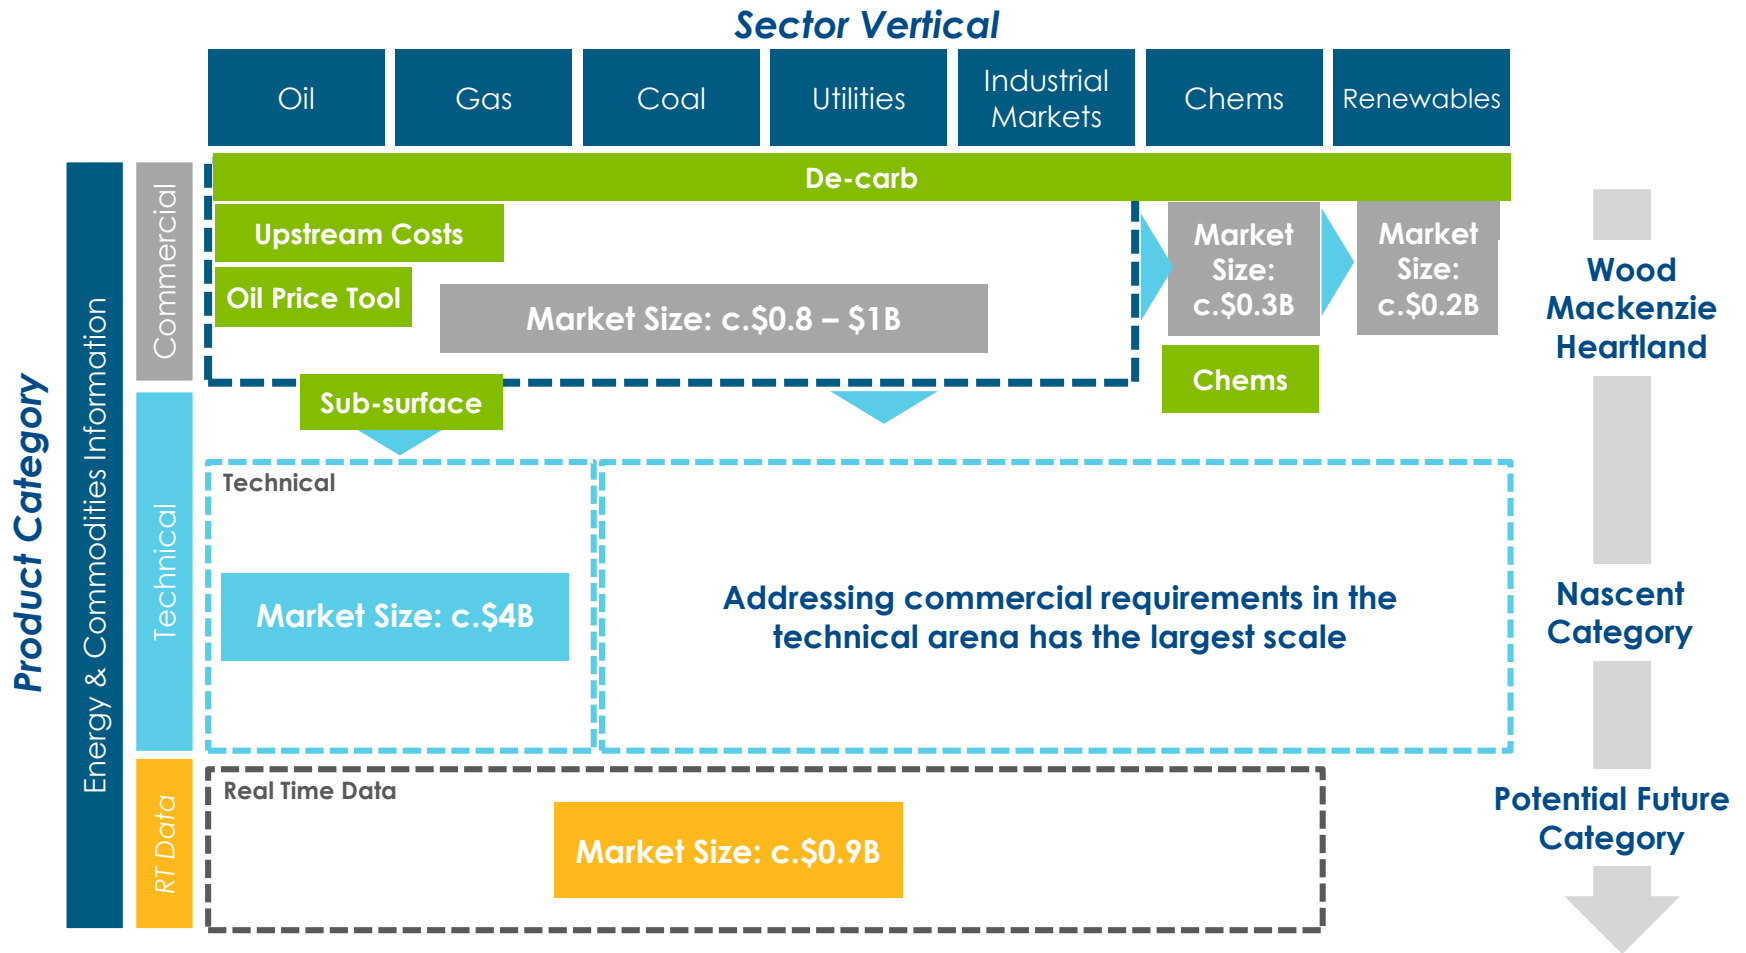 Sector Vertical
Oil
Gas
Coal
Utilities
Industrial
Markets
Chems
Renewables
Product Category
Energy & Commodities Information
Commercial
De-carb
Upstream Costs
Oil Price Tool
Market Size: c.$0.8 – $1B
Market
Size:
c.$0.3B
Market
Size:
c.$0.2B
Chems
Sub-surface
Wood
Mackenzie
Heartland
Technical
Technical
Market Size: c.$4B
Addressing commercial requirements in the
technical arena has the largest scale
Nascent
Category
RT Data
Real Time Data
Market Size: c.$0.9B
Potential Future
Category